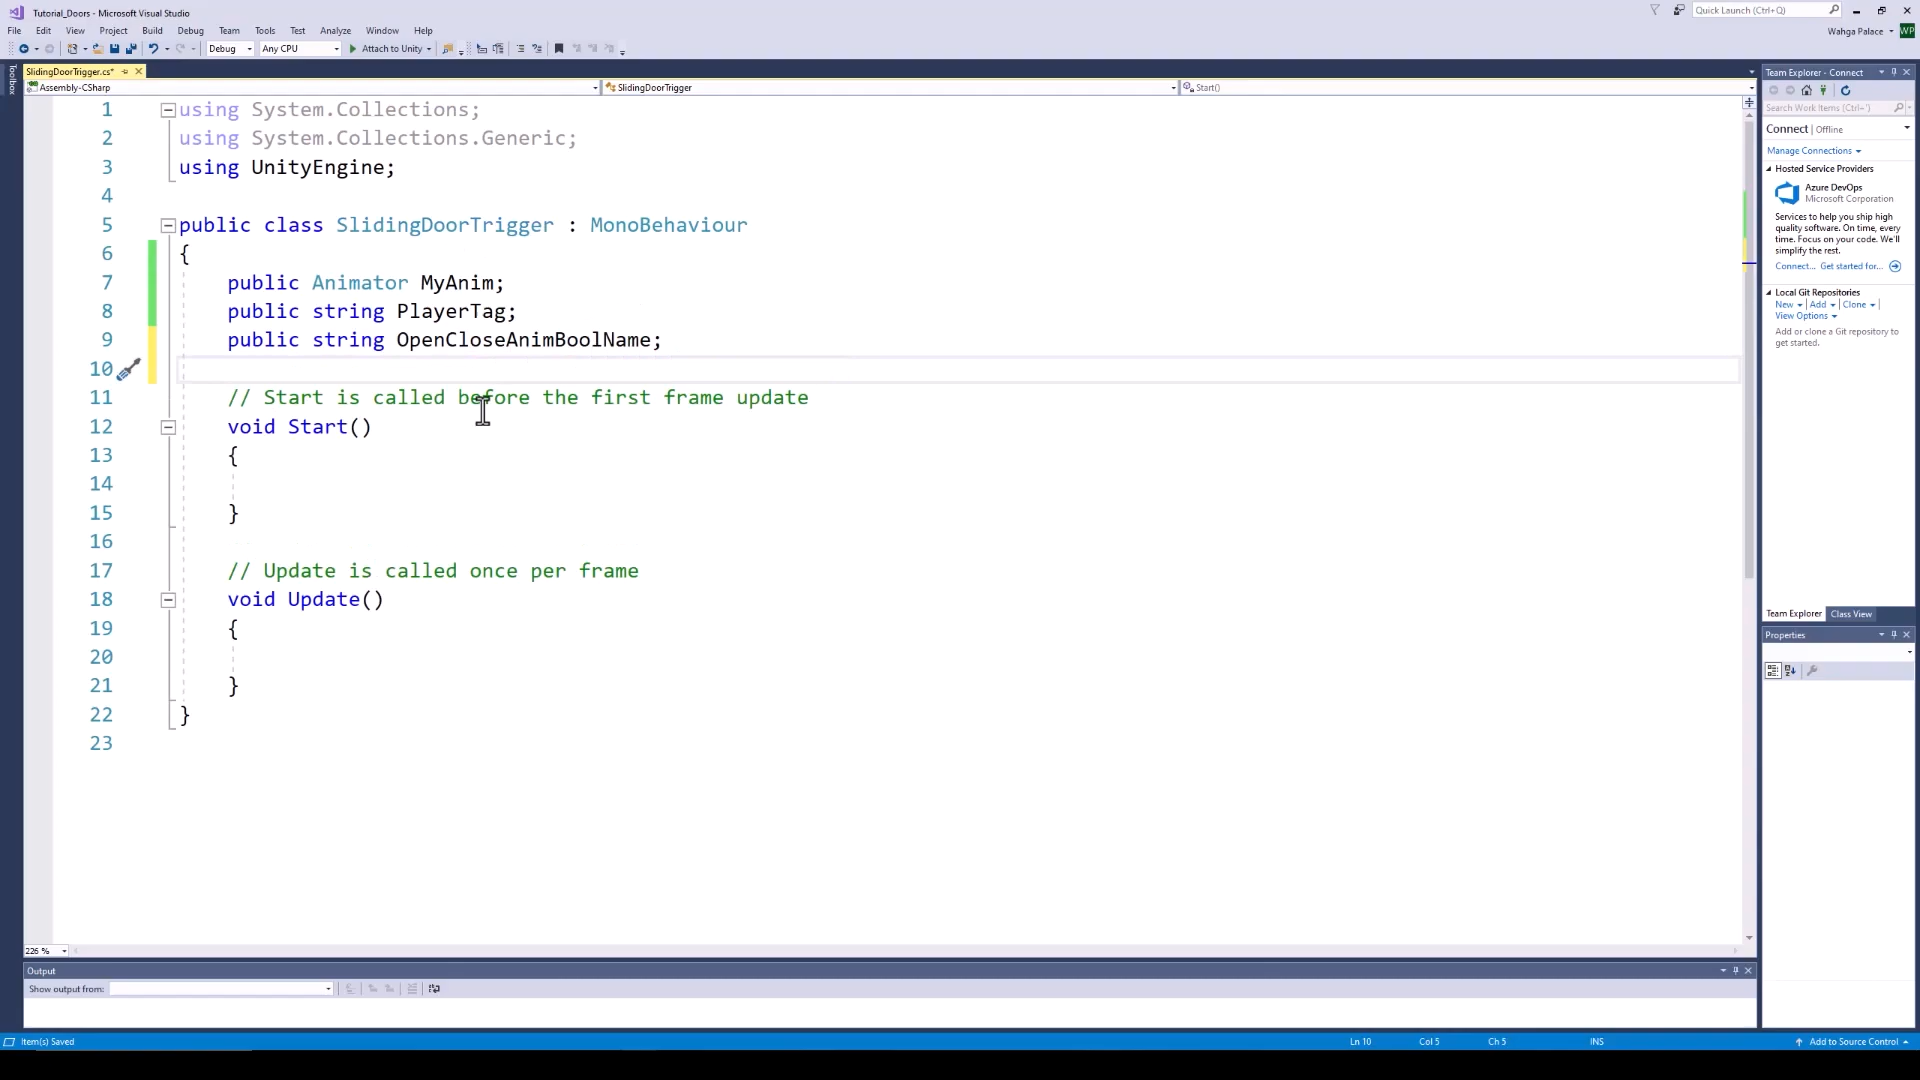 Tutorial_Doors - Microsoft Visual Studio
Quick Launch (Ctrl+Q)
File Edit View Project Build Debug Team Tools Test Analyze Window Help
Wahga Palace WP
Debug Any CPU Attach to Unity
Toolbox
SlidingDoorTrigger.cs*
Assembly-CSharp SlidingDoorTrigger Start()
1 using System.Collections;
2 using System.Collections.Generic;
3 using UnityEngine;
4
5 public class SlidingDoorTrigger : MonoBehaviour
6 {
7 public Animator MyAnim;
8 public string PlayerTag;
9 public string OpenCloseAnimBoolName;
10
11 // Start is called before the first frame update
12 void Start()
13 {
14
15 }
16
17 // Update is called once per frame
18 void Update()
19 {
20
21 }
22 }
23
226 %
Output
Show output from:
Item(s) Saved
Ln 10 Col 5 Ch 5 INS
Add to Source Control
Team Explorer - Connect
Search Work Items (Ctrl+')
Connect | Offline
Manage Connections
Hosted Service Providers
Azure DevOps
Microsoft Corporation
Services to help you ship high
quality software. On time, every
time. Focus on your code. We'll
simplify the rest.
Connect... Get started for...
Local Git Repositories
New Add Clone
View Options
Add or clone a Git repository to
get started.
Team Explorer Class View
Properties